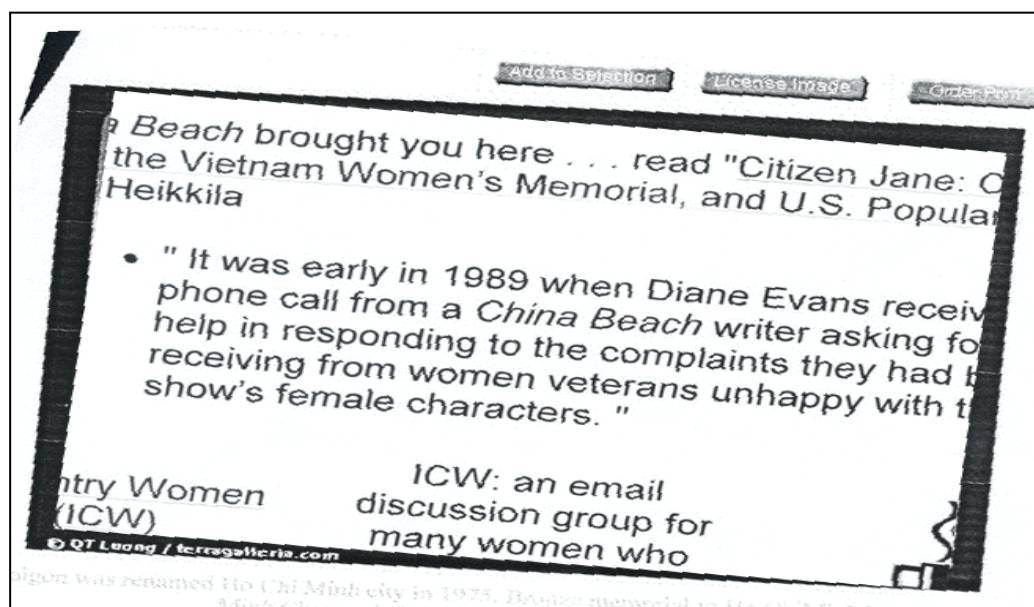 Add to Selection License Image Order Print
a Beach brought you here . . . read "Citizen Jane: C
the Vietnam Women's Memorial, and U.S. Popular
Heikkila
• " It was early in 1989 when Diane Evans receiv
phone call from a China Beach writer asking fo
help in responding to the complaints they had b
receiving from women veterans unhappy with t
show's female characters. "
ntry Women
(ICW)
ICW: an email
discussion group for
many women who
© QT Luong / terragalleria.com
aigon was renamed Ho Chi Minh city in 1975. Bronze memorial to Ho
Minh